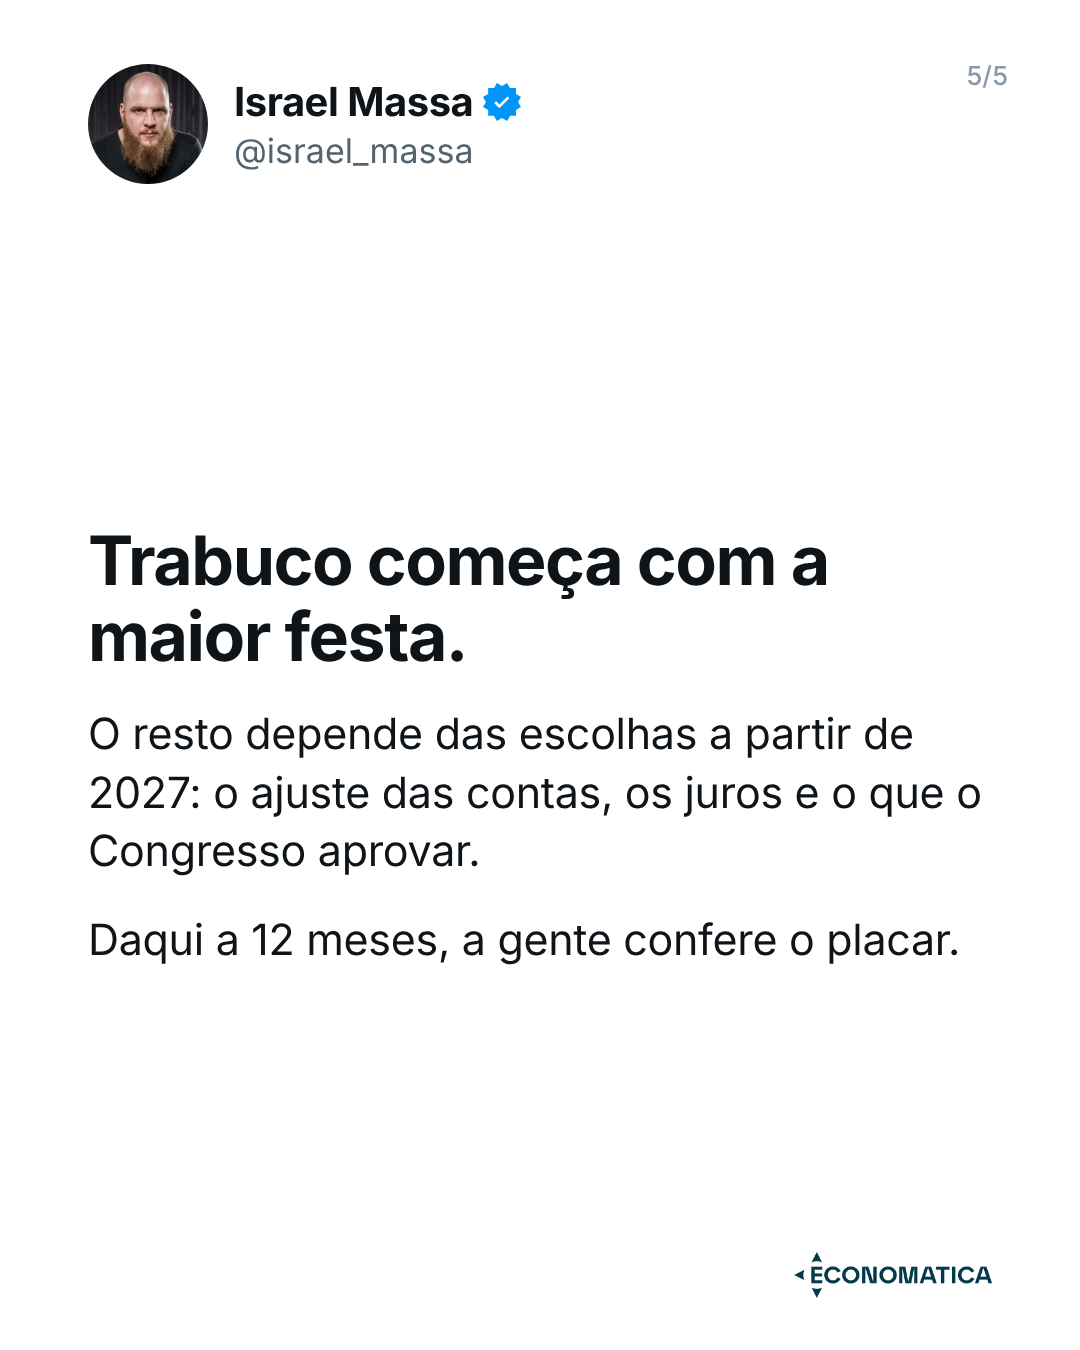 Israel Massa
@israel_massa
5/5
Trabuco começa com a
maior festa.
O resto depende das escolhas a partir de
2027: o ajuste das contas, os juros e o que o
Congresso aprovar.
Daqui a 12 meses, a gente confere o placar.
ECONOMATICA